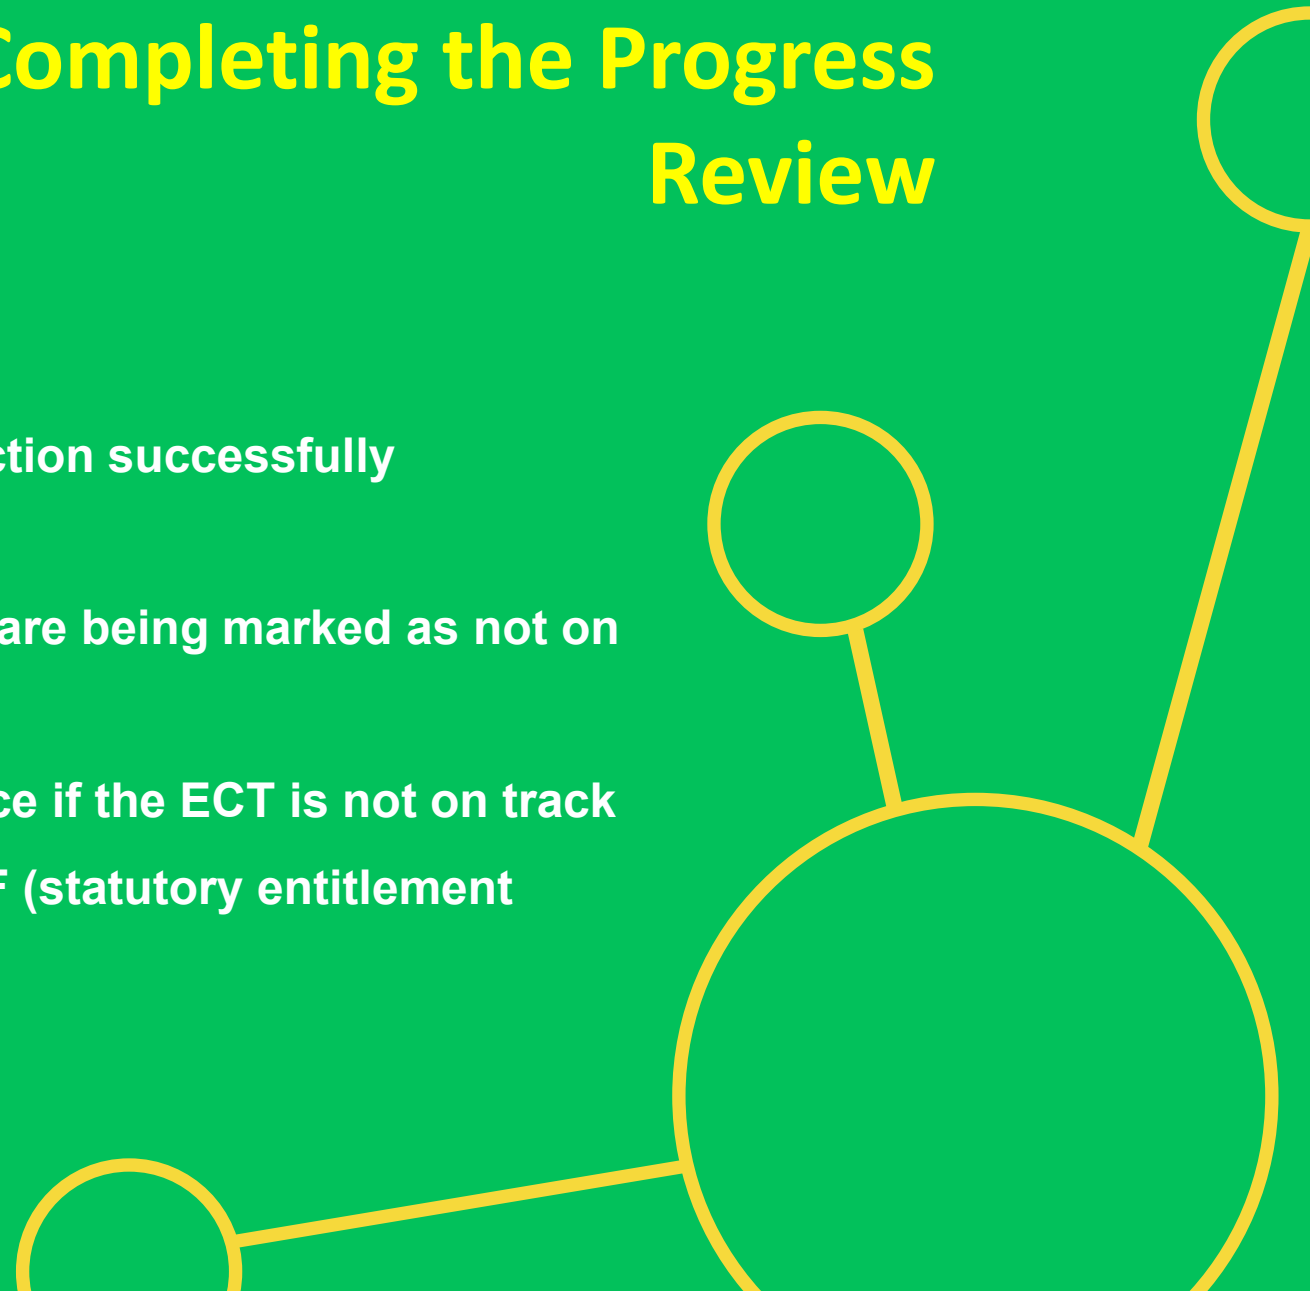 Completing the Progress
Review
ction successfully
are being marked as not on
ce if the ECT is not on track
F (statutory entitlement